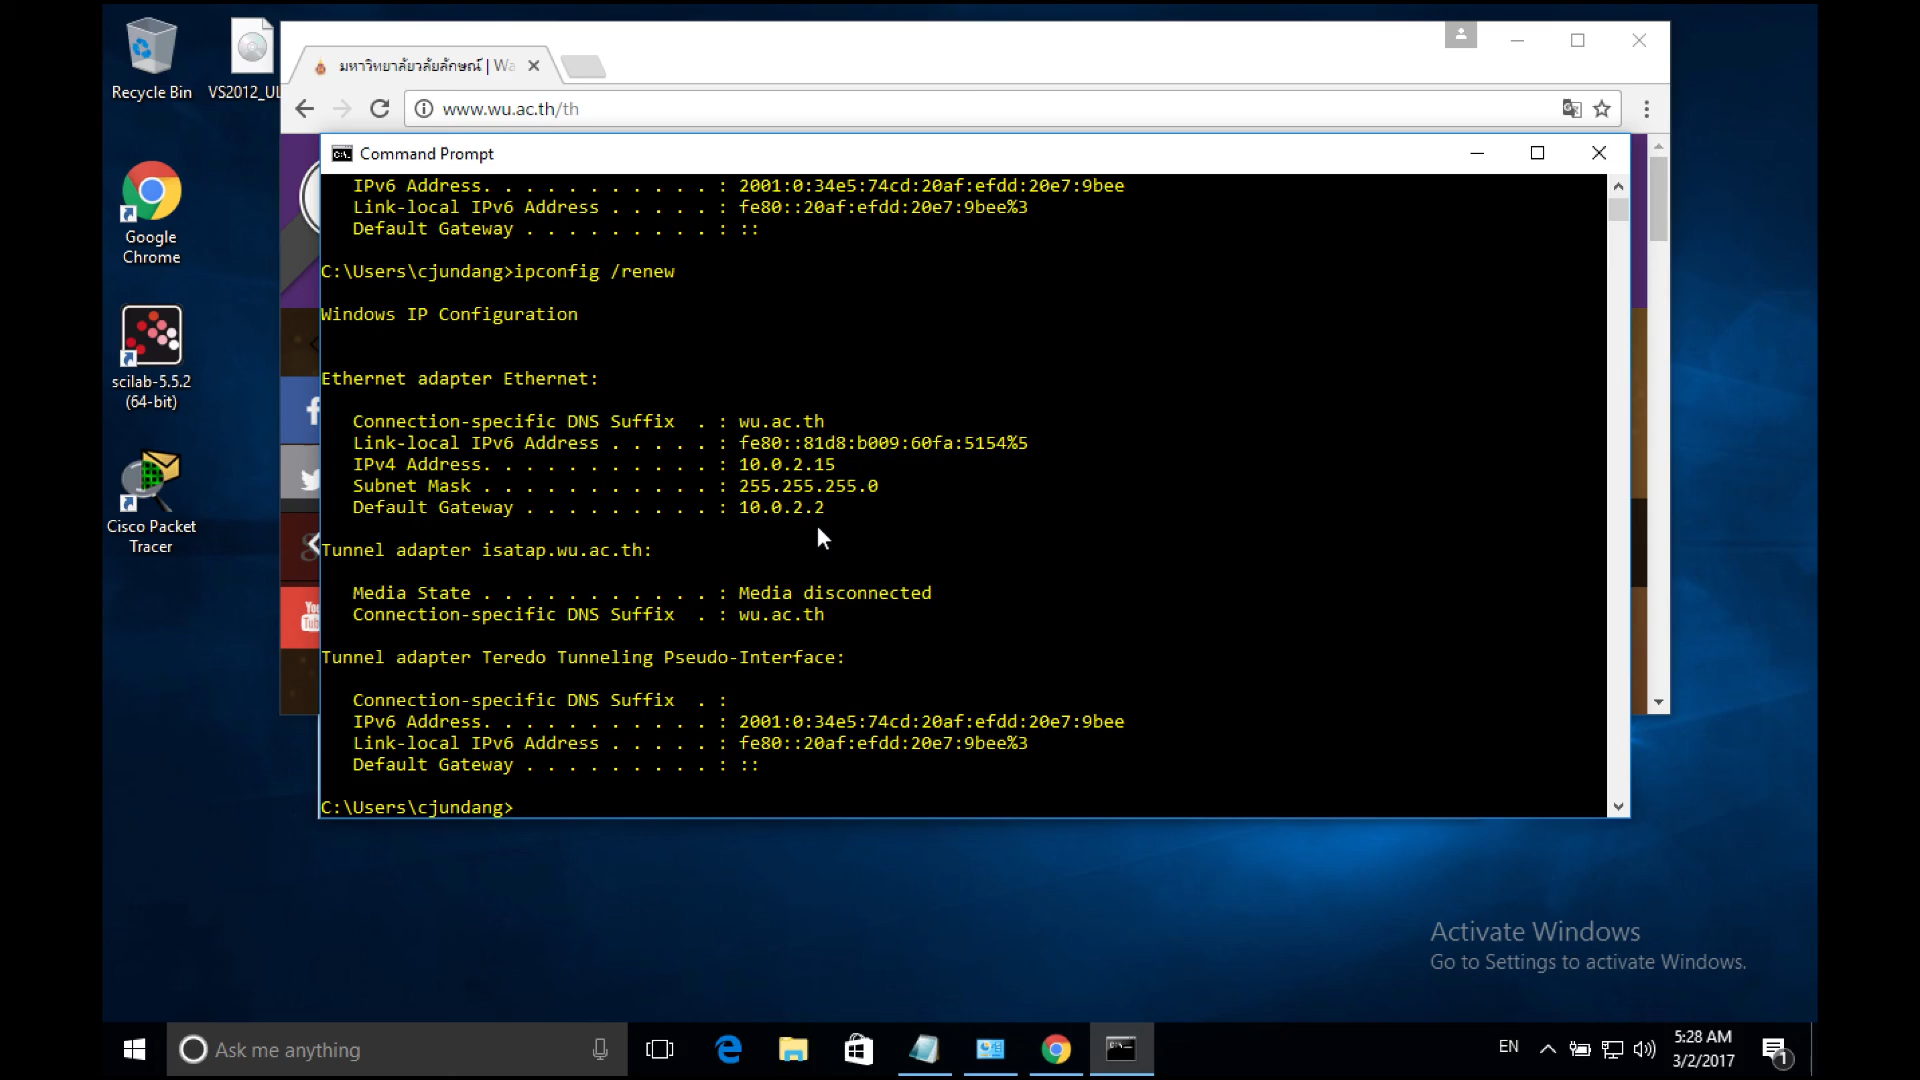 Recycle Bin
VS2012_UL
Google
Chrome
scilab-5.5.2
(64-bit)
Cisco Packet
Tracer
มหาวิทยาลัยวลัยลักษณ์ | Wa
www.wu.ac.th/th
Command Prompt
IPv6 Address. . . . . . . . . . . : 2001:0:34e5:74cd:20af:efdd:20e7:9bee
Link-local IPv6 Address . . . . . : fe80::20af:efdd:20e7:9bee%3
Default Gateway . . . . . . . . . : ::
C:\Users\cjundang>ipconfig /renew
Windows IP Configuration
Ethernet adapter Ethernet:
Connection-specific DNS Suffix  . : wu.ac.th
Link-local IPv6 Address . . . . . : fe80::81d8:b009:60fa:5154%5
IPv4 Address. . . . . . . . . . . : 10.0.2.15
Subnet Mask . . . . . . . . . . . : 255.255.255.0
Default Gateway . . . . . . . . . : 10.0.2.2
Tunnel adapter isatap.wu.ac.th:
Media State . . . . . . . . . . . : Media disconnected
Connection-specific DNS Suffix  . : wu.ac.th
Tunnel adapter Teredo Tunneling Pseudo-Interface:
Connection-specific DNS Suffix  . :
IPv6 Address. . . . . . . . . . . : 2001:0:34e5:74cd:20af:efdd:20e7:9bee
Link-local IPv6 Address . . . . . : fe80::20af:efdd:20e7:9bee%3
Default Gateway . . . . . . . . . : ::
C:\Users\cjundang>
Activate Windows
Go to Settings to activate Windows.
Ask me anything
EN
5:28 AM
3/2/2017
1